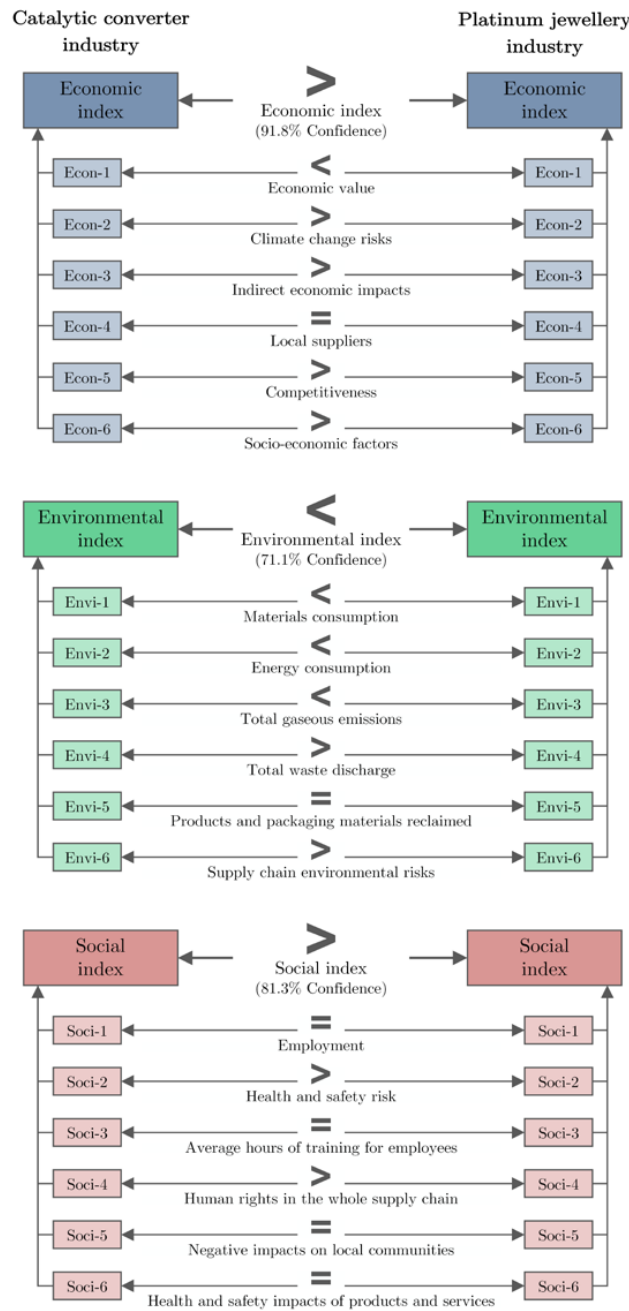 Catalytic converter
industry
Platinum jewellery
industry
Economic
index
>
Economic index
(91.8% Confidence)
Economic
index
Econ-1
<
Economic value
Econ-1
Econ-2
>
Climate change risks
Econ-2
Econ-3
>
Indirect economic impacts
Econ-3
Econ-4
=
Local suppliers
Econ-4
Econ-5
>
Competitiveness
Econ-5
Econ-6
>
Socio-economic factors
Econ-6
Environmental
index
<
Environmental index
(71.1% Confidence)
Environmental
index
Envi-1
<
Materials consumption
Envi-1
Envi-2
<
Energy consumption
Envi-2
Envi-3
<
Total gaseous emissions
Envi-3
Envi-4
>
Total waste discharge
Envi-4
Envi-5
=
Products and packaging materials reclaimed
Envi-5
Envi-6
>
Supply chain environmental risks
Envi-6
Social
index
>
Social index
(81.3% Confidence)
Social
index
Soci-1
=
Employment
Soci-1
Soci-2
>
Health and safety risk
Soci-2
Soci-3
=
Average hours of training for employees
Soci-3
Soci-4
>
Human rights in the whole supply chain
Soci-4
Soci-5
=
Negative impacts on local communities
Soci-5
Soci-6
=
Health and safety impacts of products and services
Soci-6